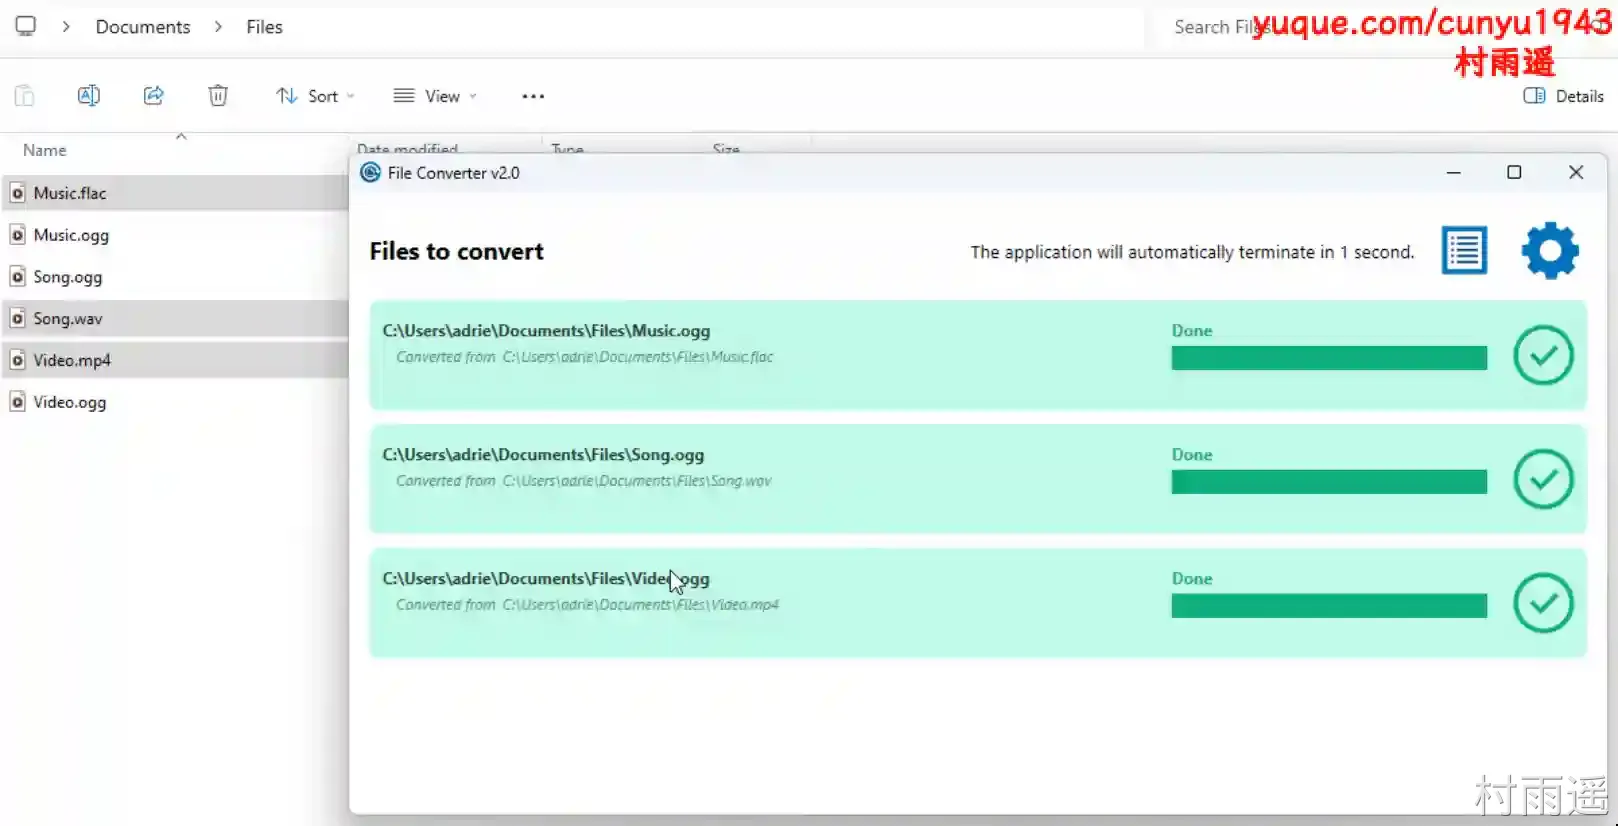 Documents > Files
Search Files
yuque.com/cunyu1943
村雨遥
Sort
View
Details
Name
Date modified
Type
Size
File Converter v2.0
Music.flac
Music.ogg
Song.ogg
Song.wav
Video.mp4
Video.ogg
Files to convert
The application will automatically terminate in 1 second.
C:\Users\adrie\Documents\Files\Music.ogg
Done
Converted from C:\Users\adrie\Documents\Files\Music.flac
C:\Users\adrie\Documents\Files\Song.ogg
Done
Converted from C:\Users\adrie\Documents\Files\Song.wav
C:\Users\adrie\Documents\Files\Video.ogg
Done
Converted from C:\Users\adrie\Documents\Files\Video.mp4
村雨遥